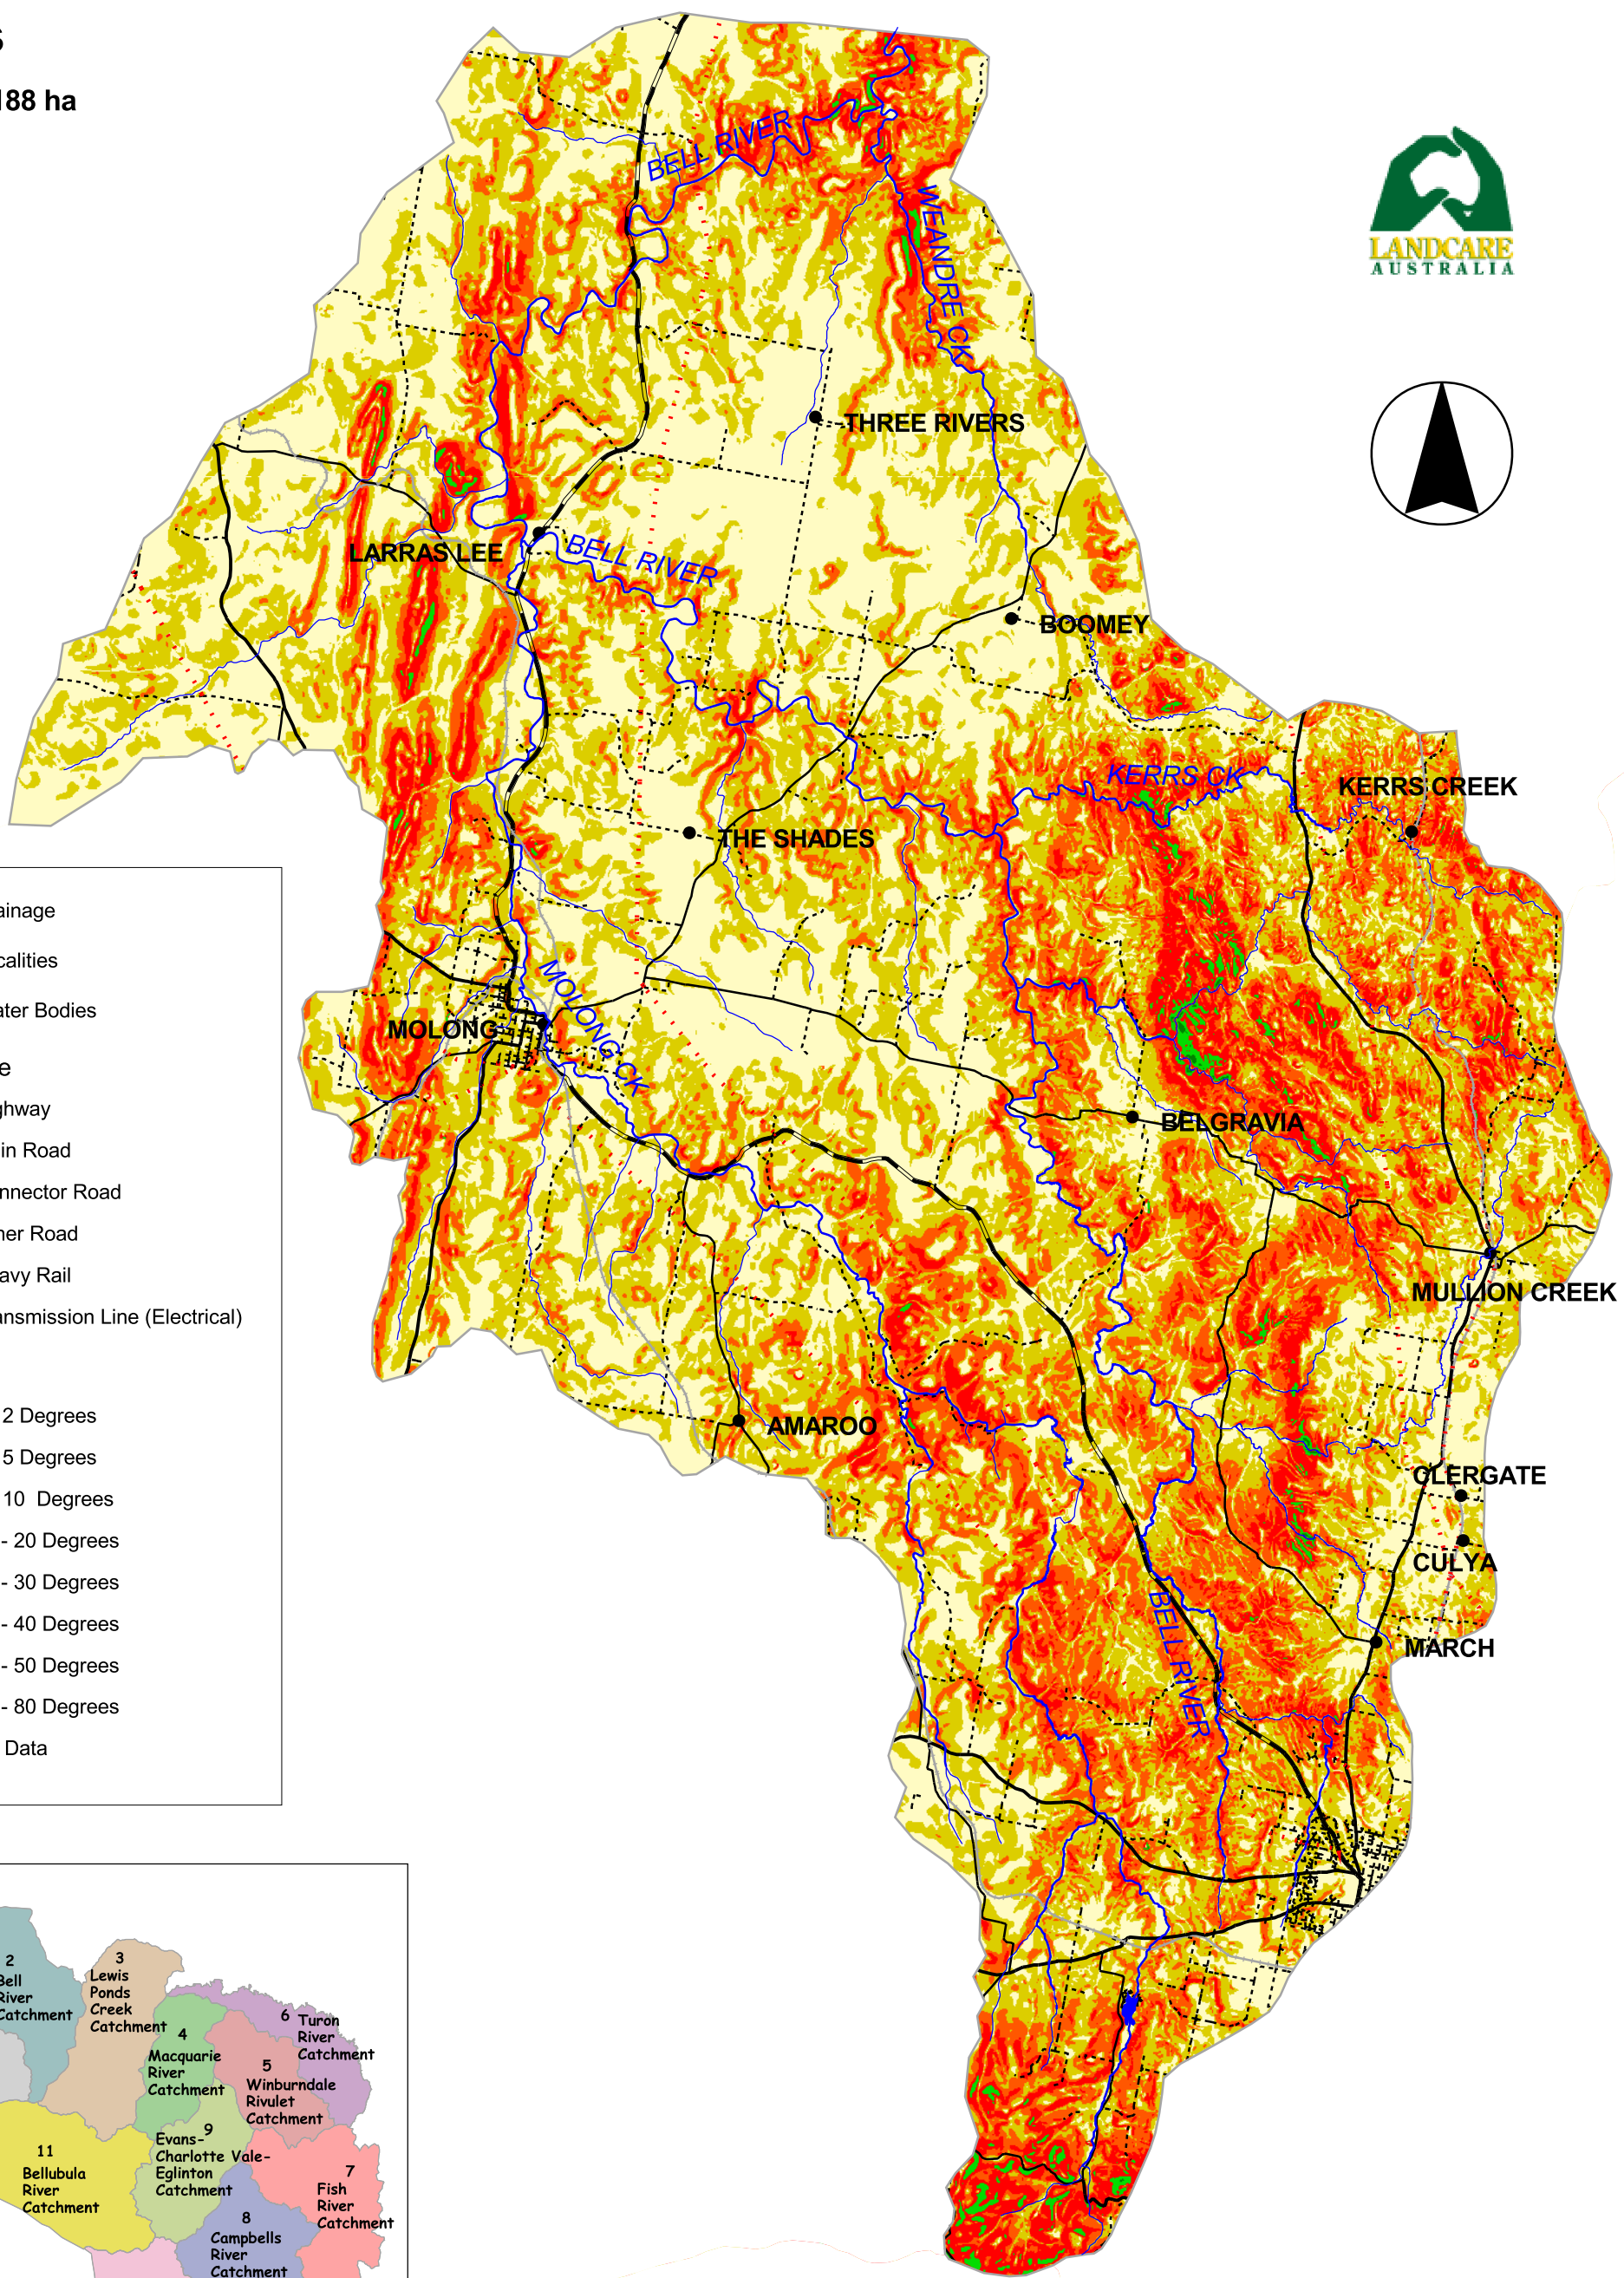 S
188 ha
BELL RIVER
WEANDRE CK
LANDCARE
AUSTRALIA
THREE RIVERS
LARRAS LEE
BELL RIVER
BOOMEY
KERRS CK
KERRS CREEK
THE SHADES
MOLONG CK
MOLONG
BELGRAVIA
MULLION CREEK
AMAROO
CLERGATE
CULYA
BELL RIVER
MARCH
ainage
calities
ater Bodies
e
ghway
in Road
nnector Road
her Road
avy Rail
ansmission Line (Electrical)
2 Degrees
5 Degrees
10 Degrees
- 20 Degrees
- 30 Degrees
- 40 Degrees
- 50 Degrees
- 80 Degrees
Data
2
Bell
River
Catchment
3
Lewis
Ponds
Creek
Catchment
4
Macquarie
River
Catchment
5
Winburndale
Rivulet
Catchment
6 Turon
River
Catchment
11
Bellubula
River
Catchment
9
Evans-
Charlotte Vale-
Eglinton
Catchment
7
Fish
River
Catchment
8
Campbells
River
Catchment